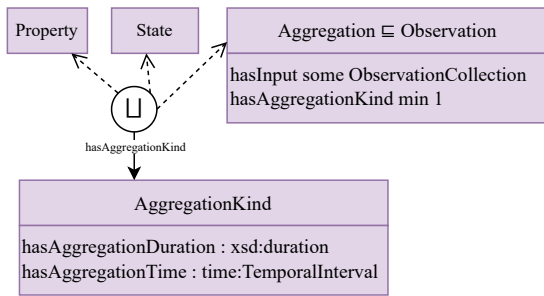 Property
State
Aggregation ⊑ Observation
hasInput some ObservationCollection
hasAggregationKind min 1
⊔
hasAggregationKind
AggregationKind
hasAggregationDuration : xsd:duration
hasAggregationTime : time:TemporalInterval